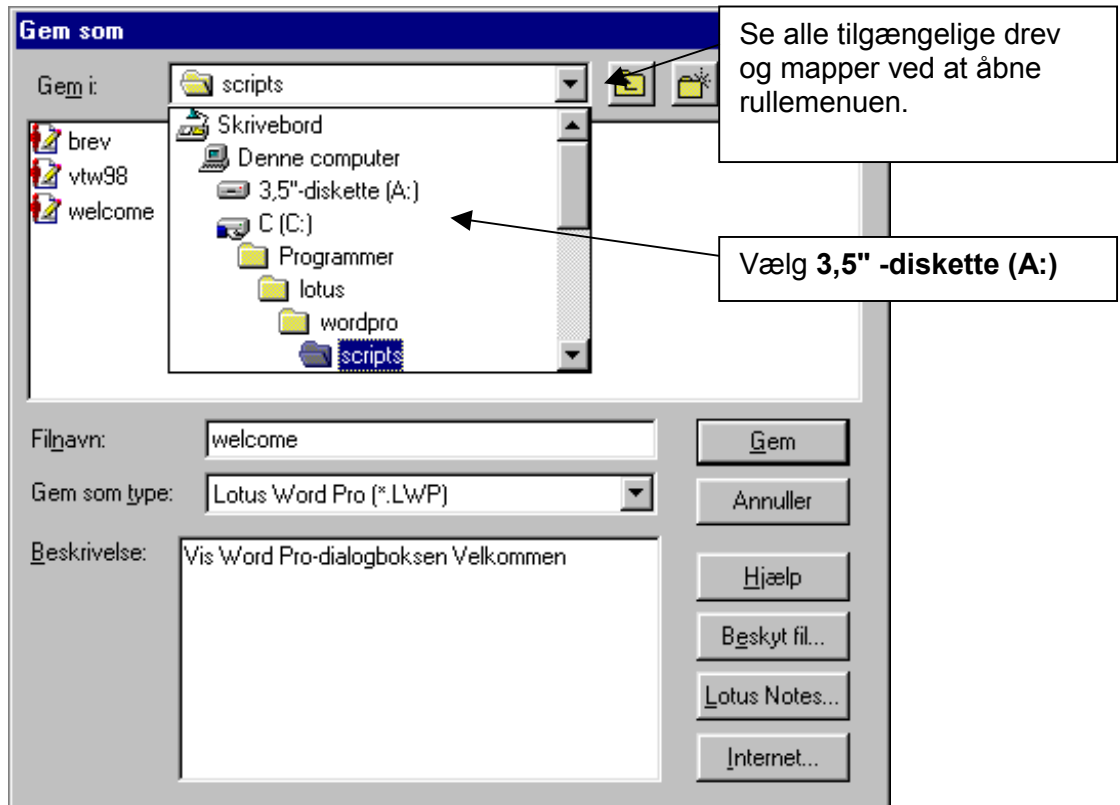 Gem som
Gem i:
scripts
Se alle tilgængelige drev
og mapper ved at åbne
rullemenuen.
brev
vtw98
welcome
Skrivebord
Denne computer
3,5"-diskette (A:)
C (C:)
Programmer
lotus
wordpro
scripts
Vælg 3,5" -diskette (A:)
Filnavn:
welcome
Gem
Gem som type:
Lotus Word Pro (*.LWP)
Annuller
Beskrivelse:
Vis Word Pro-dialogboksen Velkommen
Hjælp
Beskyt fil...
Lotus Notes...
Internet...